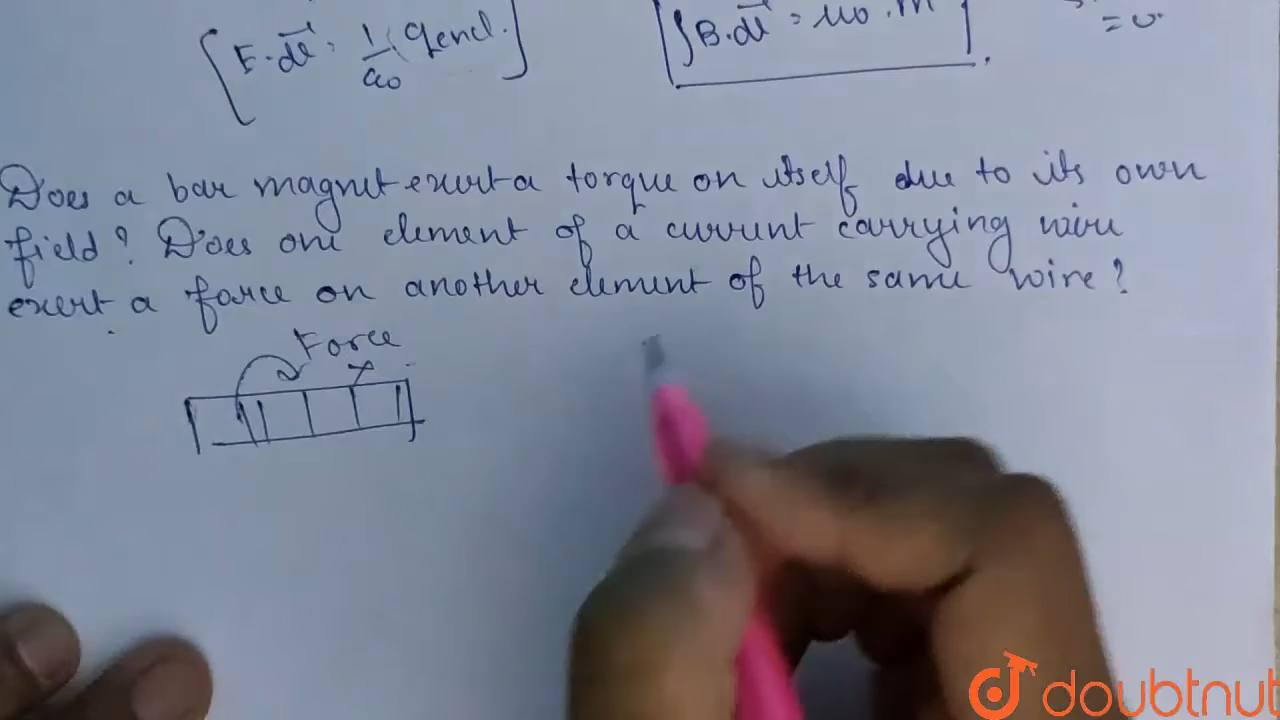 [E.dl = 1/ε0 (qencl.]
∫B.dl = μ0.m
= 0.
Does a bar magnet exert a torque on itself due to its own
field? Does one element of a current carrying wire
exert a force on another element of the same wire?
Force
doubtnut